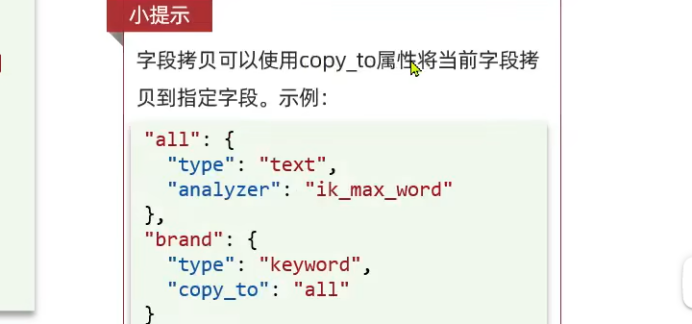 小提示
字段拷贝可以使用copy_to属性将当前字段拷
贝到指定字段。示例：
"all": {
  "type": "text",
  "analyzer": "ik_max_word"
},
"brand": {
  "type": "keyword",
  "copy_to": "all"
}